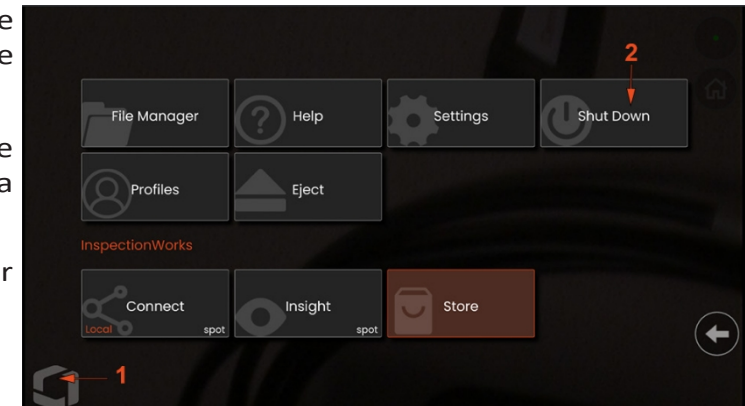 e
e
2
File Manager
Help
Settings
Shut Down
e
a
Profiles
Eject
InspectionWorks
r
Connect
Insight
Store
Local
spot
spot
1